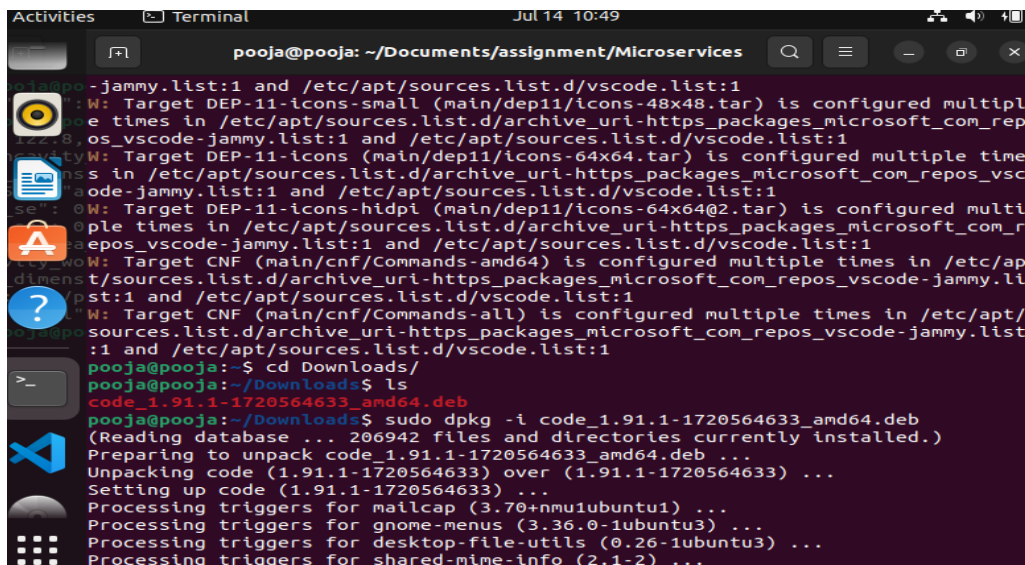 Activities Terminal Jul 14 10:49
pooja@pooja: ~/Documents/assignment/Microservices
-jammy.list:1 and /etc/apt/sources.list.d/vscode.list:1
W: Target DEP-11-icons-small (main/dep11/icons-48x48.tar) is configured multipl
e times in /etc/apt/sources.list.d/archive_uri-https_packages_microsoft_com_rep
os_vscode-jammy.list:1 and /etc/apt/sources.list.d/vscode.list:1
W: Target DEP-11-icons (main/dep11/icons-64x64.tar) is configured multiple time
s in /etc/apt/sources.list.d/archive_uri-https_packages_microsoft_com_repos_vsc
ode-jammy.list:1 and /etc/apt/sources.list.d/vscode.list:1
W: Target DEP-11-icons-hidpi (main/dep11/icons-64x64@2.tar) is configured multi
ple times in /etc/apt/sources.list.d/archive_uri-https_packages_microsoft_com_r
epos_vscode-jammy.list:1 and /etc/apt/sources.list.d/vscode.list:1
W: Target CNF (main/cnf/Commands-amd64) is configured multiple times in /etc/ap
t/sources.list.d/archive_uri-https_packages_microsoft_com_repos_vscode-jammy.li
st:1 and /etc/apt/sources.list.d/vscode.list:1
W: Target CNF (main/cnf/Commands-all) is configured multiple times in /etc/apt/
sources.list.d/archive_uri-https_packages_microsoft_com_repos_vscode-jammy.list
:1 and /etc/apt/sources.list.d/vscode.list:1
pooja@pooja:~$ cd Downloads/
pooja@pooja:~/Downloads$ ls
code_1.91.1-1720564633_amd64.deb
pooja@pooja:~/Downloads$ sudo dpkg -i code_1.91.1-1720564633_amd64.deb
(Reading database ... 206942 files and directories currently installed.)
Preparing to unpack code_1.91.1-1720564633_amd64.deb ...
Unpacking code (1.91.1-1720564633) over (1.91.1-1720564633) ...
Setting up code (1.91.1-1720564633) ...
Processing triggers for mailcap (3.70+nmu1ubuntu1) ...
Processing triggers for gnome-menus (3.36.0-1ubuntu3) ...
Processing triggers for desktop-file-utils (0.26-1ubuntu3) ...
Processing triggers for shared-mime-info (2.1-2) ...